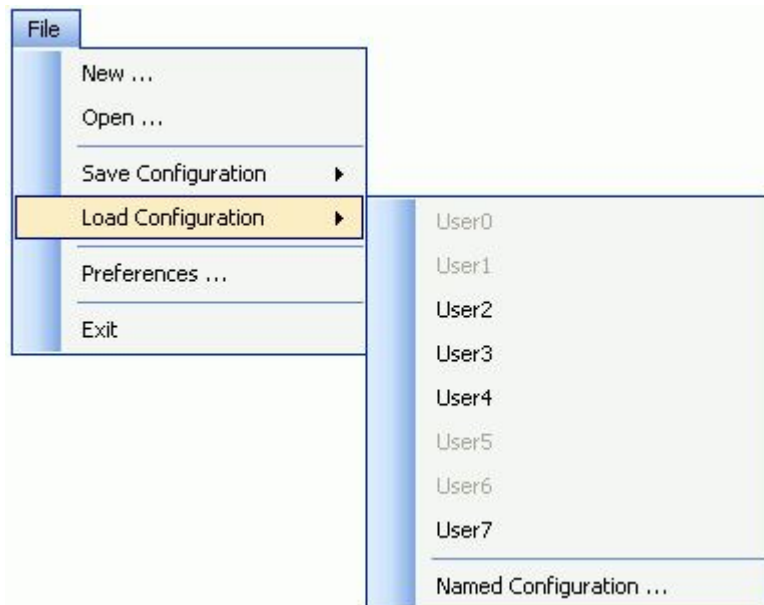 File
New ...
Open ...
Save Configuration
Load Configuration
Preferences ...
Exit
User0
User1
User2
User3
User4
User5
User6
User7
Named Configuration ...